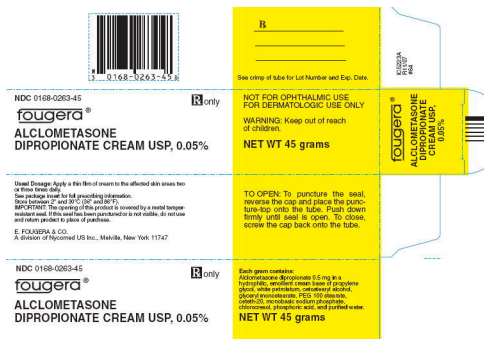 N 0168-0263-45 8
3
R
See crimp of tube for Lot Number and Exp. Date.
IC5223A
R11/07
#64
NDC 0168-0263-45
fougera®
℞ only
ALCLOMETASONE
DIPROPIONATE CREAM USP, 0.05%
NOT FOR OPHTHALMIC USE
FOR DERMATOLOGIC USE ONLY
WARNING: Keep out of reach
of children.
NET WT 45 grams
fougera®
ALCLOMETASONE
DIPROPIONATE
CREAM USP,
0.05%
Usual Dosage: Apply a thin film of cream to the affected skin areas two
or three times daily.
See package insert for full prescribing information.
Store between 2° and 30°C (36° and 86°F).
IMPORTANT: The opening of this product is covered by a metal tamper-
resistant seal. If this seal has been punctured or is not visible, do not use
and return product to place of purchase.
E. FOUGERA & CO.
A division of Nycomed US Inc., Melville, New York 11747
TO OPEN: To puncture the seal,
reverse the cap and place the punc-
ture-top onto the tube. Push down
firmly until seal is open. To close,
screw the cap back onto the tube.
NDC 0168-0263-45
fougera®
℞ only
ALCLOMETASONE
DIPROPIONATE CREAM USP, 0.05%
Each gram contains:
Alclometasone dipropionate 0.5 mg in a
hydrophilic, emollient cream base of propylene
glycol, white petrolatum, cetostearyl alcohol,
glyceryl monostearate, PEG 100 stearate,
ceteth-20, monobasic sodium phosphate,
chlorocresol, phosphoric acid, and purified water.
NET WT 45 grams